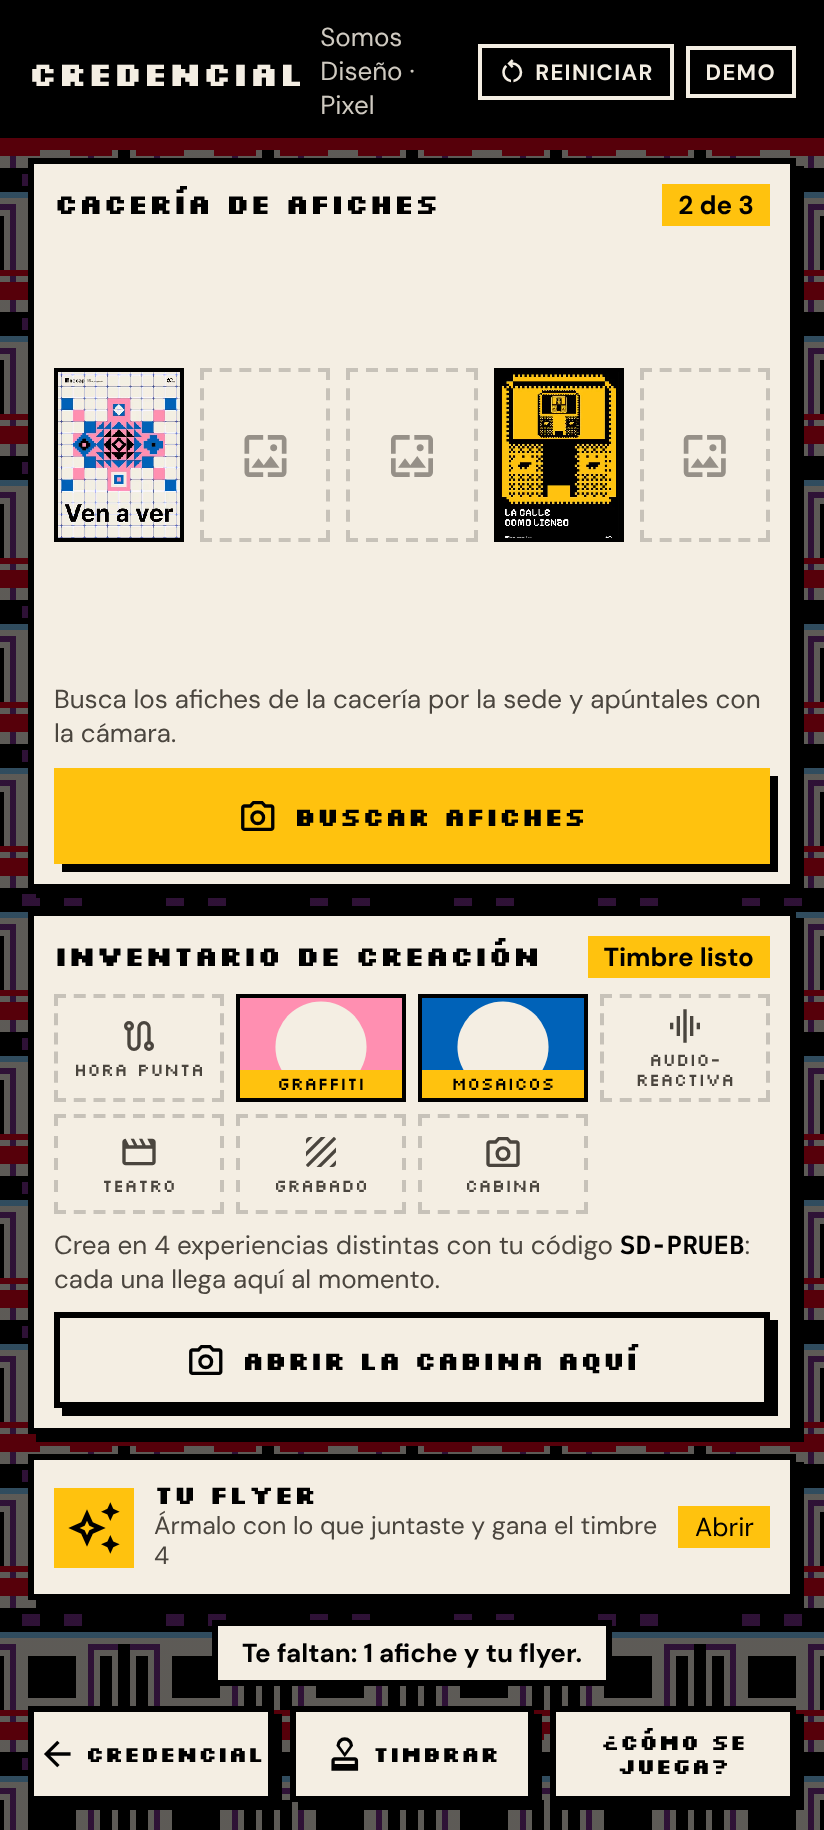 CREDENCIAL
Somos
Diseño ·
Pixel
REINICIAR
DEMO
CACERÍA DE AFICHES
2 de 3
Ven a ver
LA CALLE
COMO LIENZO
Busca los afiches de la cacería por la sede y apúntales con
la cámara.
BUSCAR AFICHES
INVENTARIO DE CREACIÓN
Timbre listo
HORA PUNTA
GRAFFITI
MOSAICOS
AUDIO-
REACTIVA
TEATRO
GRABADO
CABINA
Crea en 4 experiencias distintas con tu código SD-PRUEB:
cada una llega aquí al momento.
ABRIR LA CABINA AQUÍ
TU FLYER
Ármalo con lo que juntaste y gana el timbre
4
Abrir
Te faltan: 1 afiche y tu flyer.
CREDENCIAL
TIMBRAR
¿CÓMO SE
JUEGA?